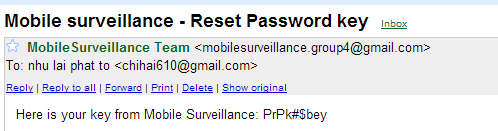 Mobile surveillance - Reset Password key Inbox
MobileSurveillance Team <mobilesurveillance.group4@gmail.com>
To: nhu lai phat to <chihai610@gmail.com>
Reply | Reply to all | Forward | Print | Delete | Show original
Here is your key from Mobile Surveillance: PrPk#$bey